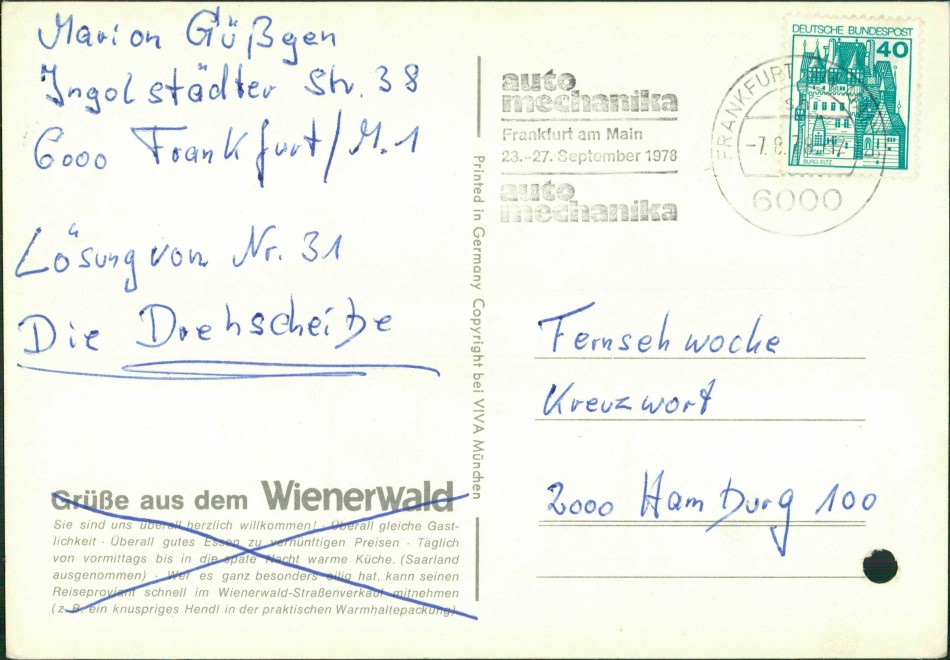 Marion Güßgen
Ingolstädter Str. 38
6000 Frankfurt/M. 1
Lösung von Nr. 31
Die Drehscheibe
Grüße aus dem Wienerwald
Sie sind uns überall herzlich willkommen! · Überall gleiche Gast-
lichkeit · Überall gutes Essen zu vernünftigen Preisen · Täglich
von vormittags bis in die späte Nacht warme Küche. (Saarland
ausgenommen) · Wer es ganz besonders eilig hat, kann seinen
Reiseproviant schnell im Wienerwald-Straßenverkauf mitnehmen
(z. B. ein knuspriges Hendl in der praktischen Warmhaltepackung)
Printed in Germany Copyright bei VIVA München
auto
mechanika
Frankfurt am Main
23.-27. September 1978
auto
mechanika
FRANKFURT
-7.8.78
6000
DEUTSCHE BUNDESPOST
40
BURG ELTZ
Fernsehwoche
Kreuzwort
2000 Hamburg 100